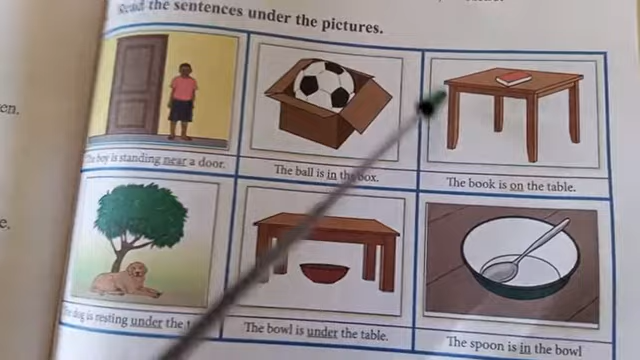 Read the sentences under the pictures.
en.
boy is standing near a door.
The ball is in the box.
The book is on the table.
e.
dog is resting under the
The bowl is under the table.
The spoon is in the bowl